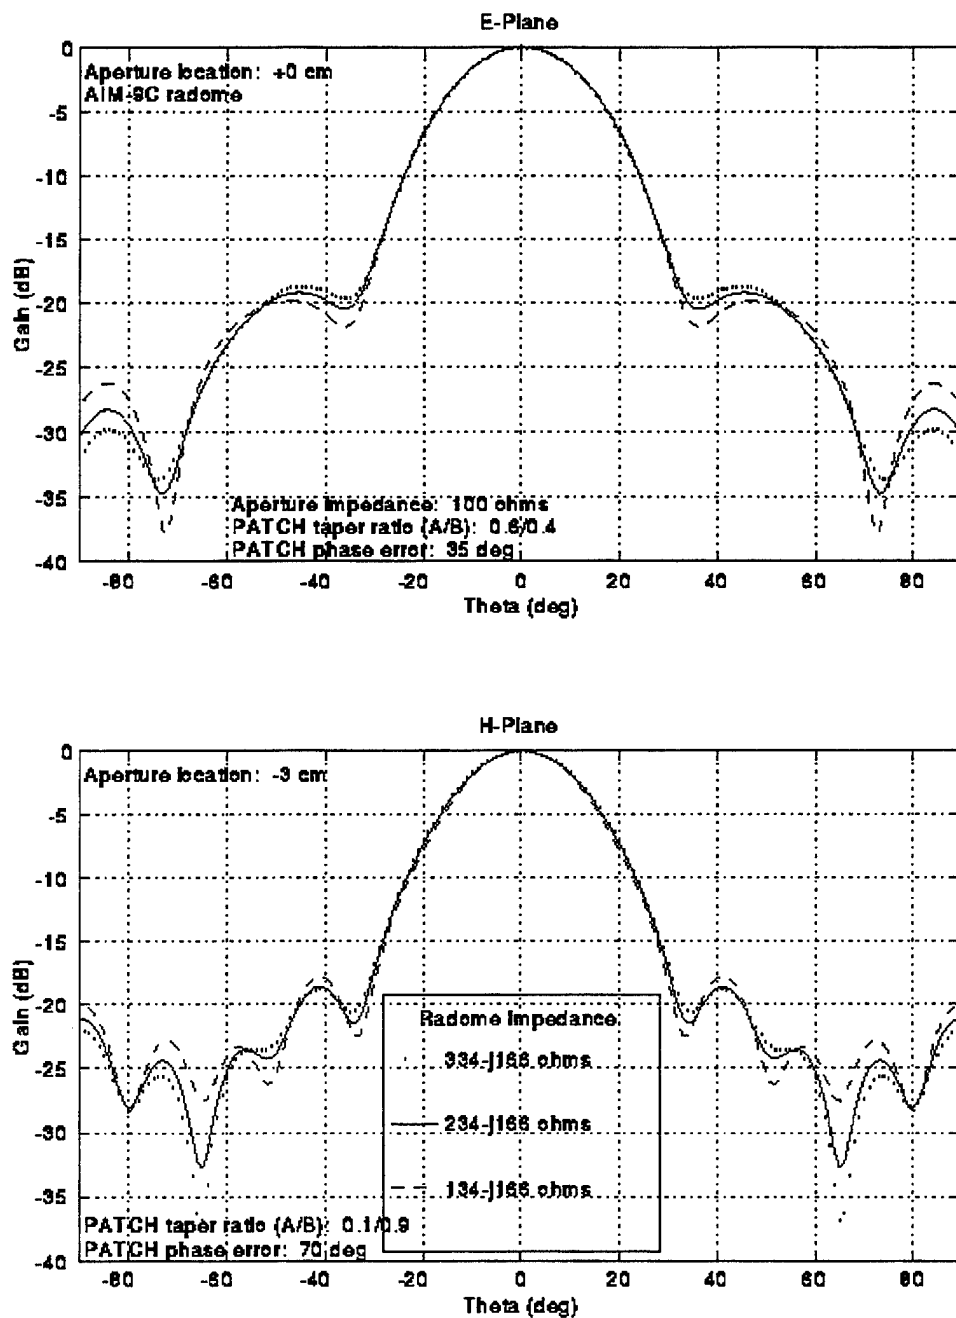 E-Plane
Aperture location: +0 cm
AIM-9C radome
0
-5
-10
-15
-20
-25
-30
-35
-40
Gain (dB)
Aperture impedance: 100 ohms
PATCH taper ratio (A/B): 0.6/0.4
PATCH phase error: 35 deg
-80 -60 -40 -20 0 20 40 60 80
Theta (deg)
H-Plane
Aperture location: -3 cm
0
-5
-10
-15
-20
-25
-30
-35
-40
Gain (dB)
Radome Impedance
334-j166 ohms
234-j166 ohms
134-j166 ohms
PATCH taper ratio (A/B): 0.1/0.9
PATCH phase error: 70 deg
-80 -60 -40 -20 0 20 40 60 80
Theta (deg)